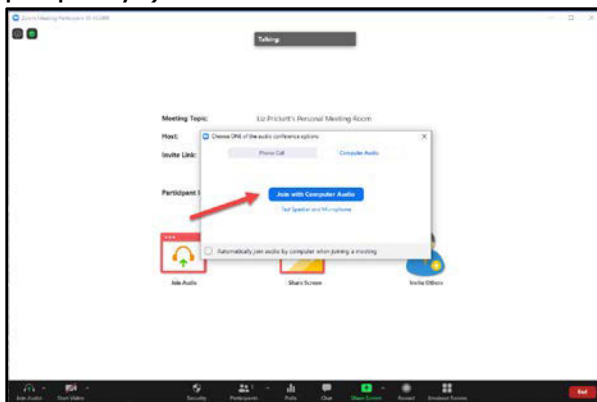 Talking:
Meeting Topic: Liz Prickett's Personal Meeting Room
Host:
Choose ONE of the audio conference options
Invite Link:
Phone Call Computer Audio
Participant
Join with Computer Audio
Test Speaker and Microphone
Automatically join audio by computer when joining a meeting
Join Audio Share Screen Invite Others
Join Audio Start Video Security Participants 1 Polls Chat Share Screen Record Breakout Rooms End